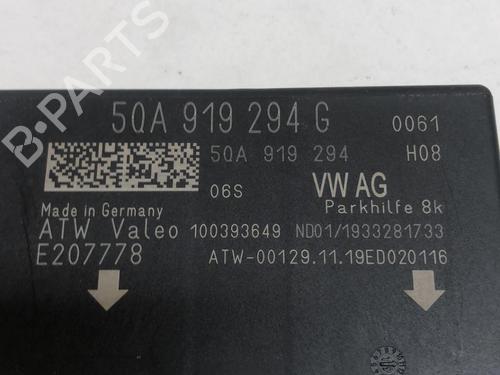 5QA 919 294 G 0061
5QA 919 294 H08
06S VW AG
Made in Germany Parkhilfe 8k
ATW Valeo 100393649 ND01/1933281733
E207778 ATW-00129.11.19ED020116
B-PARTS